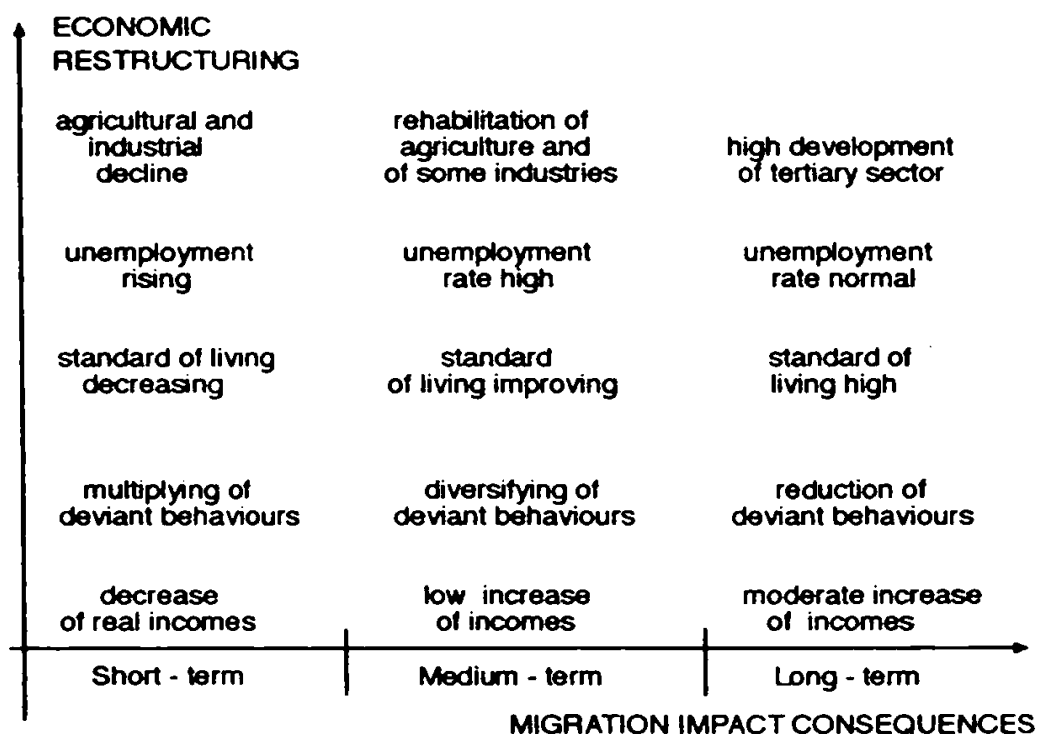 ECONOMIC
RESTRUCTURING
agricultural and
industrial
decline
rehabilitation of
agriculture and
of some industries
high development
of tertiary sector
unemployment
rising
unemployment
rate high
unemployment
rate normal
standard of living
decreasing
standard
of living improving
standard of
living high
multiplying of
deviant behaviours
diversifying of
deviant behaviours
reduction of
deviant behaviours
decrease
of real incomes
low increase
of incomes
moderate increase
of incomes
Short - term
Medium - term
Long - term
MIGRATION IMPACT CONSEQUENCES